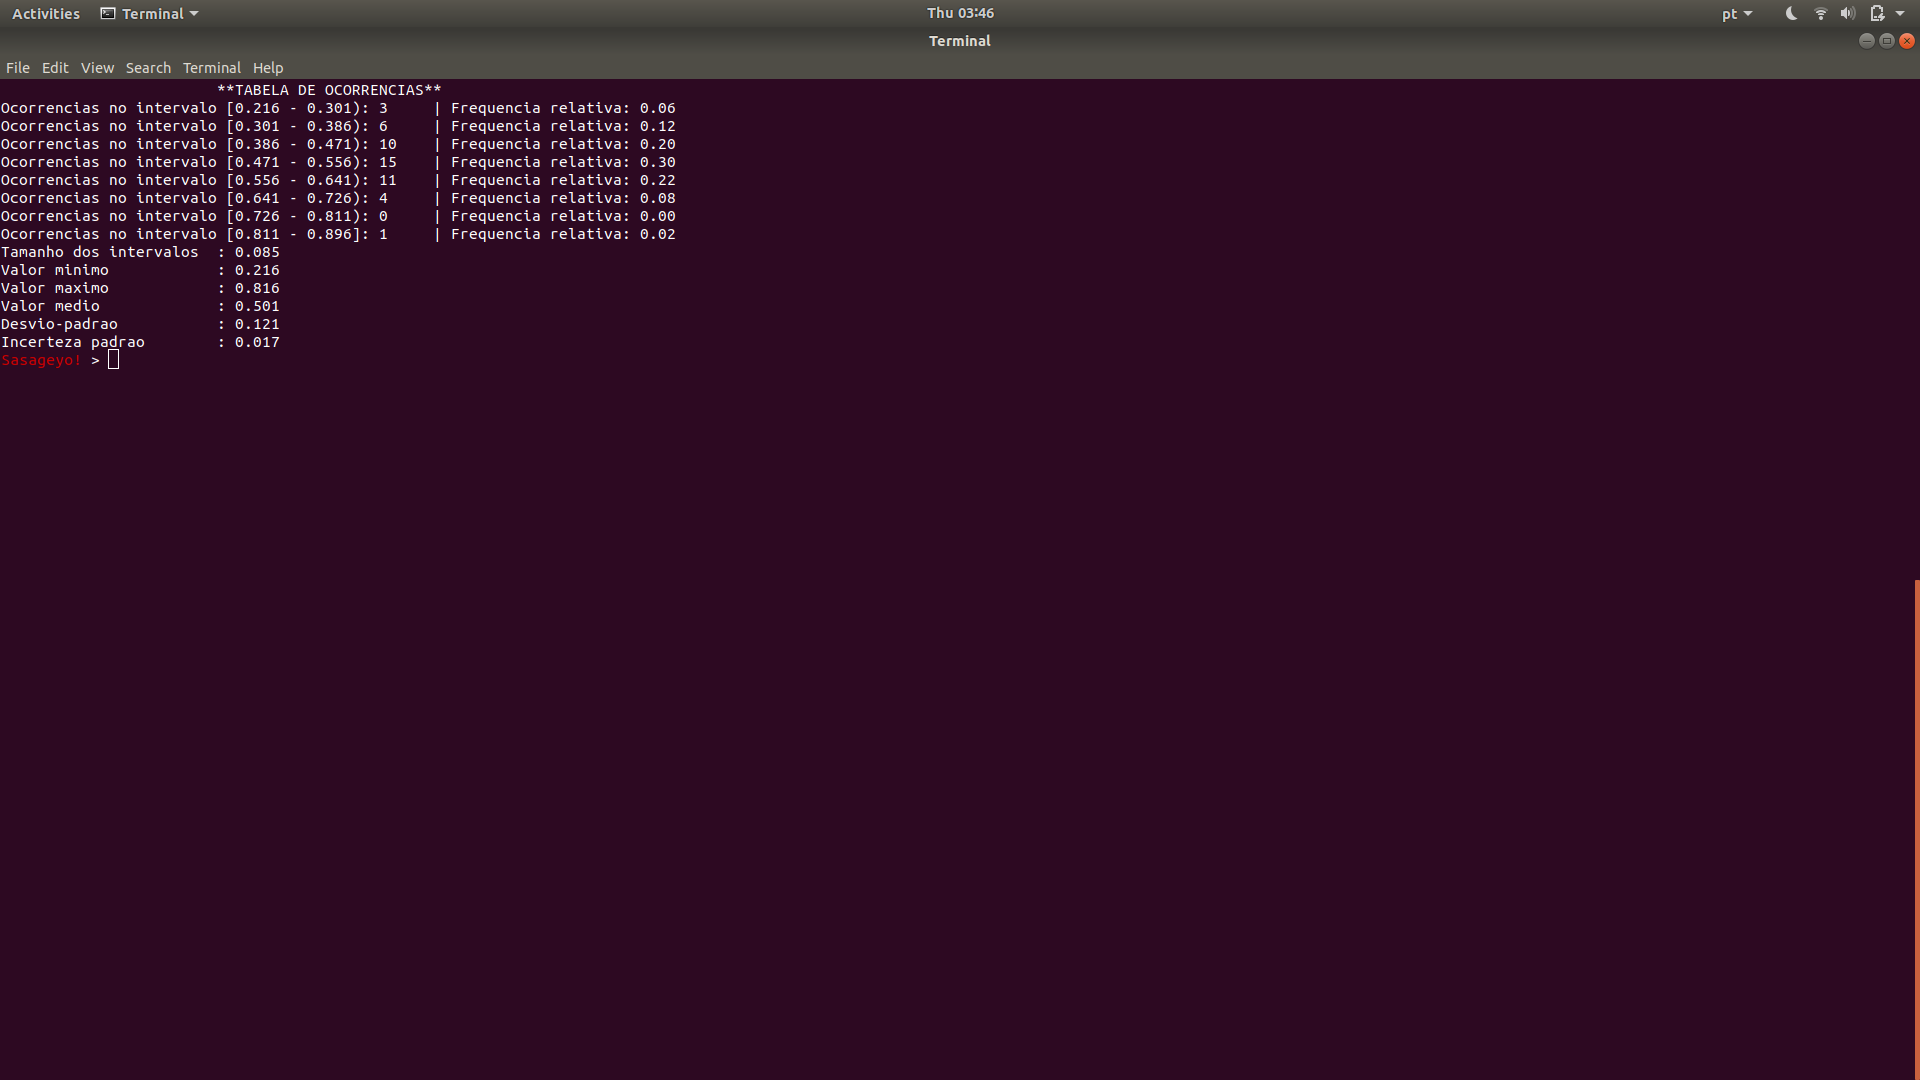 Activities Terminal Thu 03:46 pt
Terminal
File Edit View Search Terminal Help
**TABELA DE OCORRENCIAS**
Ocorrencias no intervalo [0.216 - 0.301): 3 | Frequencia relativa: 0.06
Ocorrencias no intervalo [0.301 - 0.386): 6 | Frequencia relativa: 0.12
Ocorrencias no intervalo [0.386 - 0.471): 10 | Frequencia relativa: 0.20
Ocorrencias no intervalo [0.471 - 0.556): 15 | Frequencia relativa: 0.30
Ocorrencias no intervalo [0.556 - 0.641): 11 | Frequencia relativa: 0.22
Ocorrencias no intervalo [0.641 - 0.726): 4 | Frequencia relativa: 0.08
Ocorrencias no intervalo [0.726 - 0.811): 0 | Frequencia relativa: 0.00
Ocorrencias no intervalo [0.811 - 0.896]: 1 | Frequencia relativa: 0.02
Tamanho dos intervalos : 0.085
Valor minimo : 0.216
Valor maximo : 0.816
Valor medio : 0.501
Desvio-padrao : 0.121
Incerteza padrao : 0.017
Sasageyo! >